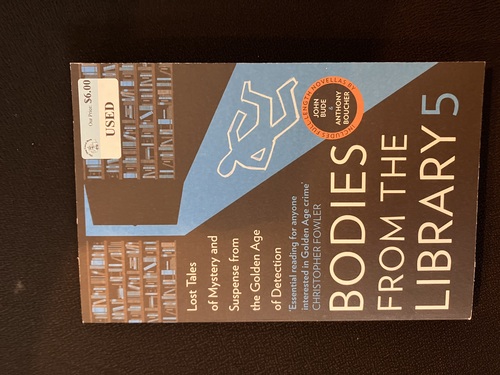 Our Price: $6.00
USED
INCLUDES FULL-LENGTH NOVELLAS BY
JOHN
BUDE
&
ANTHONY
BOUCHER
Lost Tales
of Mystery and
Suspense from
the Golden Age
of Detection
'Essential reading for anyone
interested in Golden Age crime'
CHRISTOPHER FOWLER
BODIES
FROM THE
LIBRARY 5